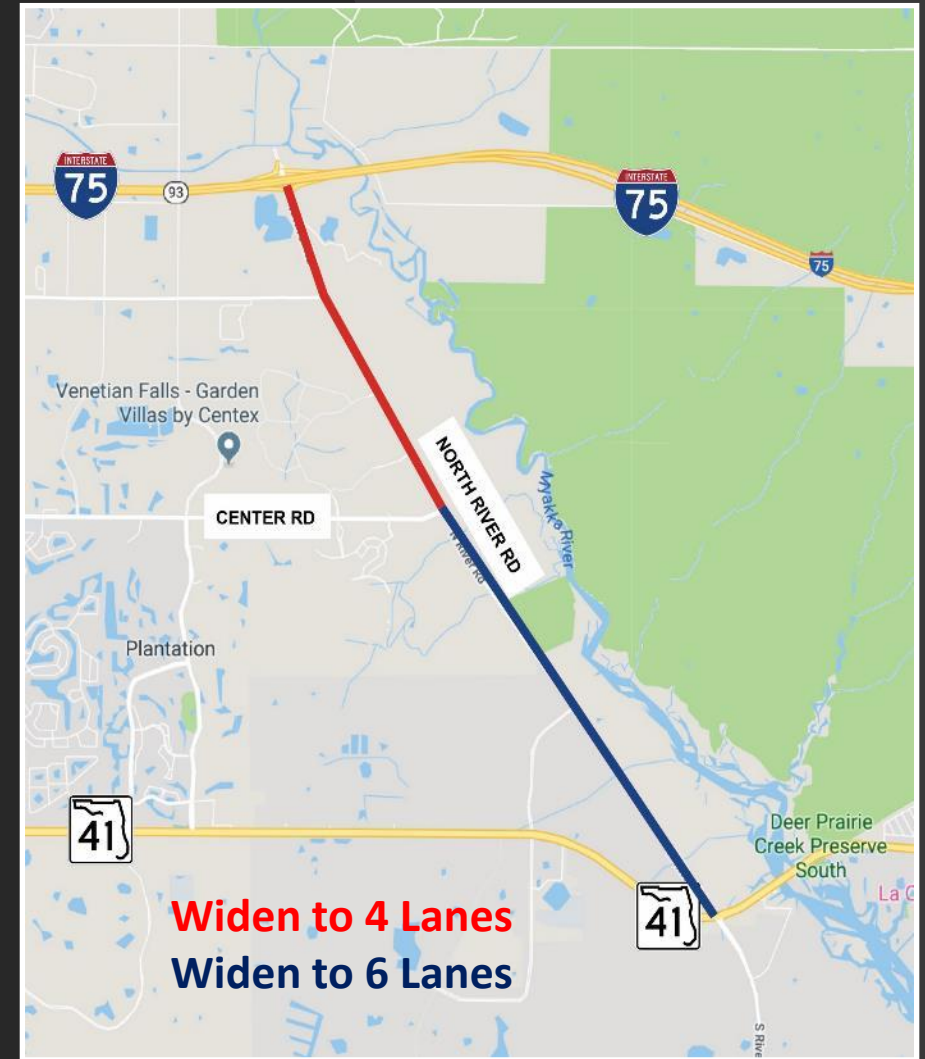 INTERSTATE
75
93
INTERSTATE
75
75
Venetian Falls - Garden
Villas by Centex
NORTH RIVER RD
CENTER RD
N River Rd
Myakka River
Plantation
41
Deer Prairie
Creek Preserve
South
La
41
Widen to 4 Lanes
Widen to 6 Lanes
S Rive